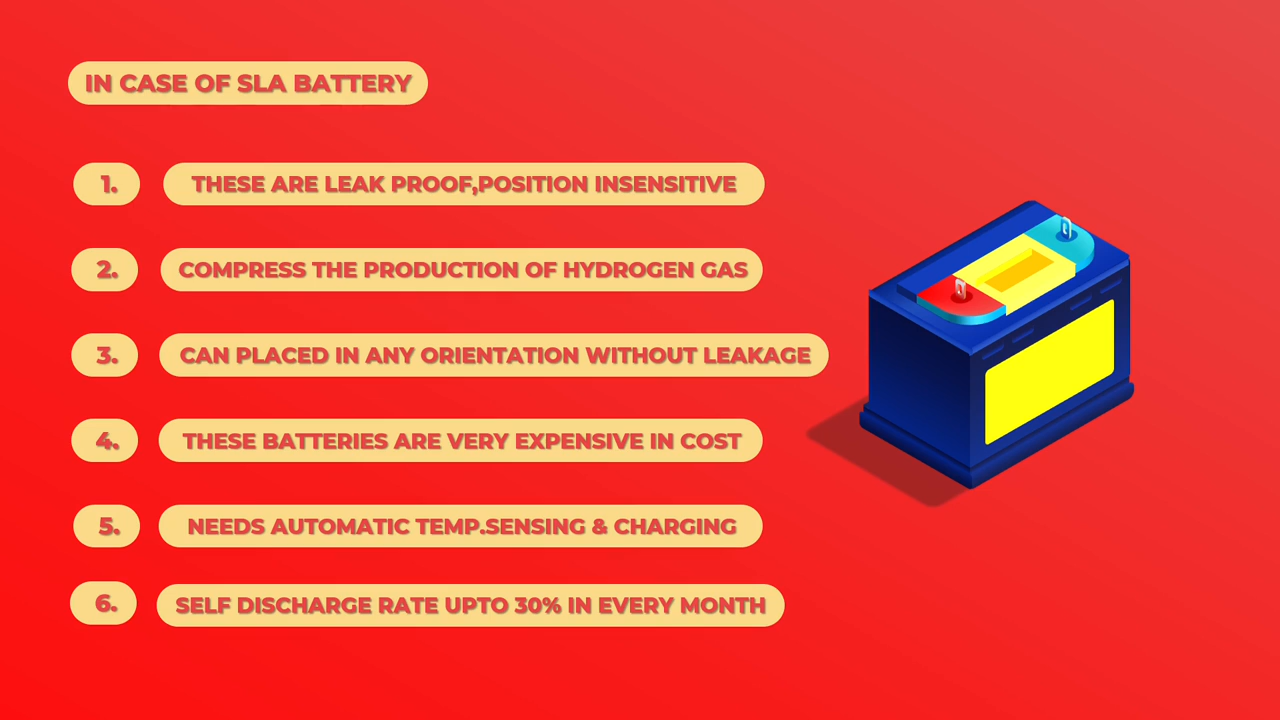 IN CASE OF SLA BATTERY
1. THESE ARE LEAK PROOF,POSITION INSENSITIVE
2. COMPRESS THE PRODUCTION OF HYDROGEN GAS
3. CAN PLACED IN ANY ORIENTATION WITHOUT LEAKAGE
4. THESE BATTERIES ARE VERY EXPENSIVE IN COST
5. NEEDS AUTOMATIC TEMP.SENSING & CHARGING
6. SELF DISCHARGE RATE UPTO 30% IN EVERY MONTH